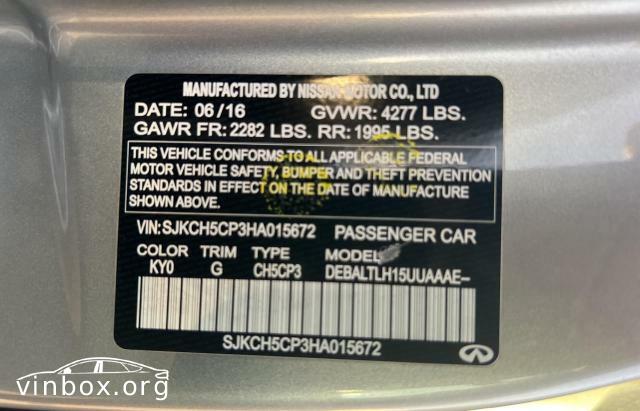 MANUFACTURED BY NISSAN MOTOR CO., LTD
DATE: 06/16 GVWR: 4277 LBS.
GAWR FR: 2282 LBS. RR: 1995 LBS.
THIS VEHICLE CONFORMS TO ALL APPLICABLE FEDERAL
MOTOR VEHICLE SAFETY, BUMPER AND THEFT PREVENTION
STANDARDS IN EFFECT ON THE DATE OF MANUFACTURE
SHOWN ABOVE.
VIN:SJKCH5CP3HA015672 PASSENGER CAR
COLOR TRIM TYPE MODEL
KY0 G CH5CP3 DEBALTLH15UUAAAE–
SJKCH5CP3HA015672
vinbox.org